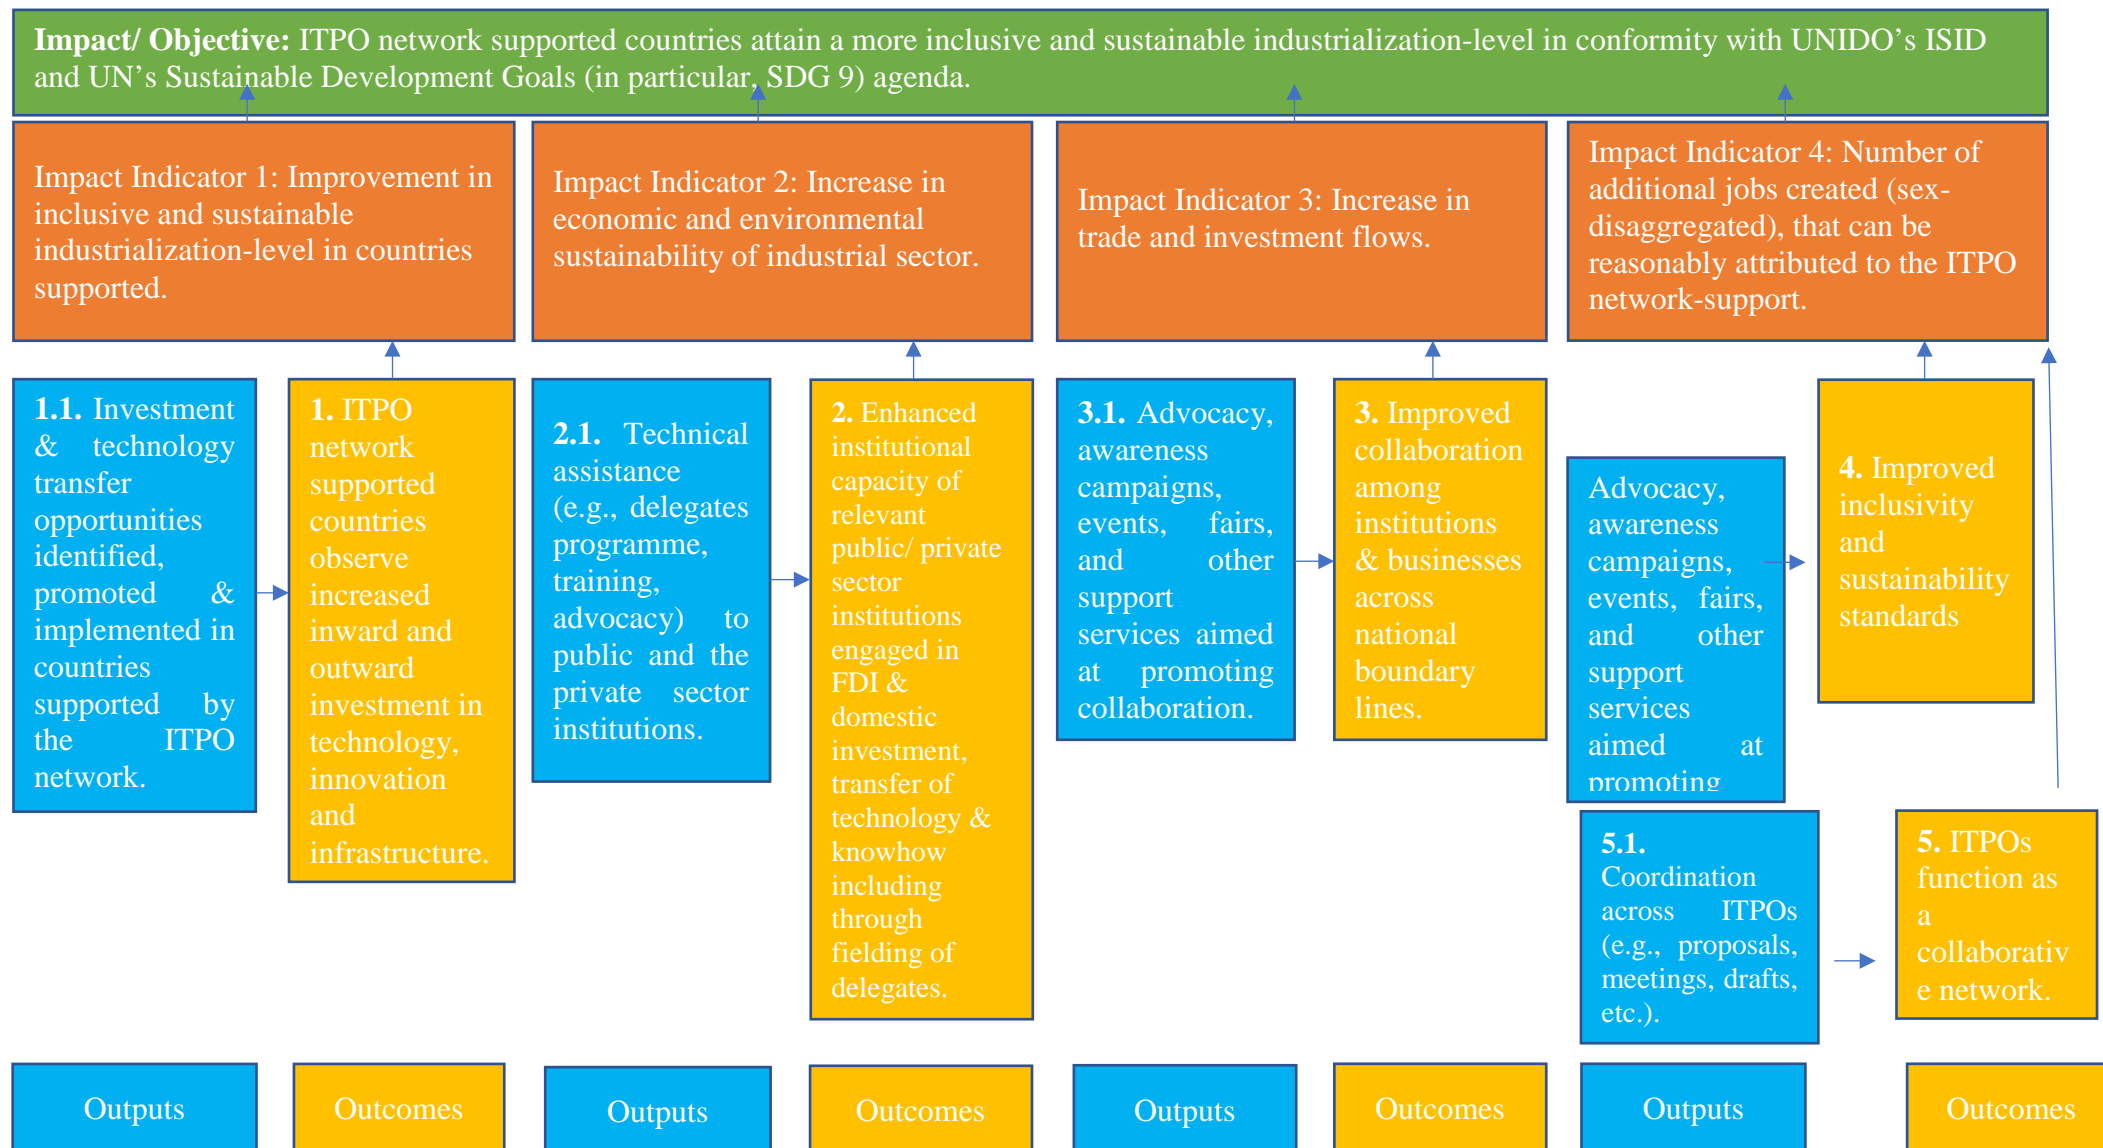 Impact/ Objective: ITPO network supported countries attain a more inclusive and sustainable industrialization-level in conformity with UNIDO’s ISID
and UN’s Sustainable Development Goals (in particular, SDG 9) agenda.
Impact Indicator 1: Improvement in
inclusive and sustainable
industrialization-level in countries
supported.
Impact Indicator 2: Increase in
economic and environmental
sustainability of industrial sector.
Impact Indicator 3: Increase in
trade and investment flows.
Impact Indicator 4: Number of
additional jobs created (sex-
disaggregated), that can be
reasonably attributed to the ITPO
network-support.
1.1. Investment
& technology
transfer
opportunities
identified,
promoted &
implemented in
countries
supported by
the ITPO
network.
1. ITPO
network
supported
countries
observe
increased
inward and
outward
investment in
technology,
innovation
and
infrastructure.
2.1. Technical
assistance
(e.g., delegates
programme,
training,
advocacy) to
public and the
private sector
institutions.
2. Enhanced
institutional
capacity of
relevant
public/ private
sector
institutions
engaged in
FDI &
domestic
investment,
transfer of
technology &
knowhow
including
through
fielding of
delegates.
3.1. Advocacy,
awareness
campaigns,
events, fairs,
and other
support
services aimed
at promoting
collaboration.
3. Improved
collaboration
among
institutions
& businesses
across
national
boundary
lines.
Advocacy,
awareness
campaigns,
events, fairs,
and other
support
services
aimed at
promoting
4. Improved
inclusivity
and
sustainability
standards
5.1.
Coordination
across ITPOs
(e.g., proposals,
meetings, drafts,
etc.).
5. ITPOs
function as
a
collaborativ
e network.
Outputs
Outcomes
Outputs
Outcomes
Outputs
Outcomes
Outputs
Outcomes